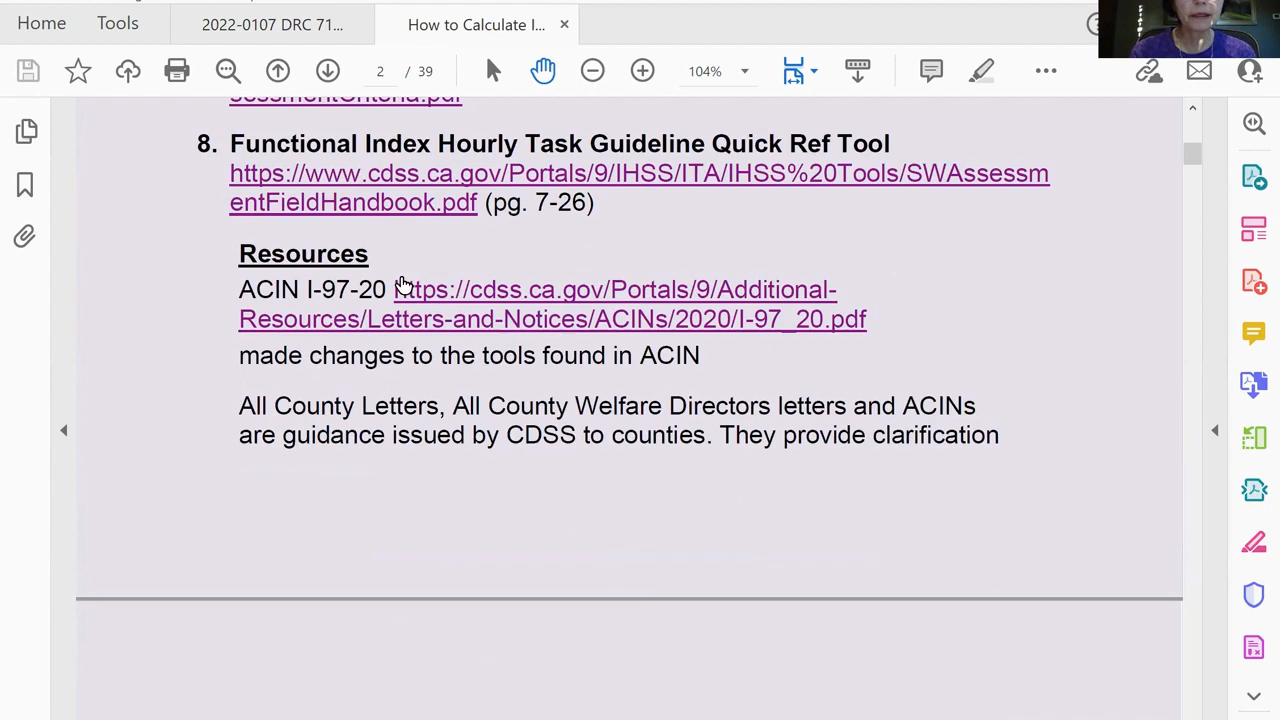 Home
Tools
2022-0107 DRC 71...
How to Calculate I...
2 / 39
104%
sessmentCriteria.pdf
8. Functional Index Hourly Task Guideline Quick Ref Tool
https://www.cdss.ca.gov/Portals/9/IHSS/ITA/IHSS%20Tools/SWAssessm
entFieldHandbook.pdf (pg. 7-26)
Resources
ACIN I-97-20 https://cdss.ca.gov/Portals/9/Additional-
Resources/Letters-and-Notices/ACINs/2020/I-97_20.pdf
made changes to the tools found in ACIN
All County Letters, All County Welfare Directors letters and ACINs
are guidance issued by CDSS to counties. They provide clarification